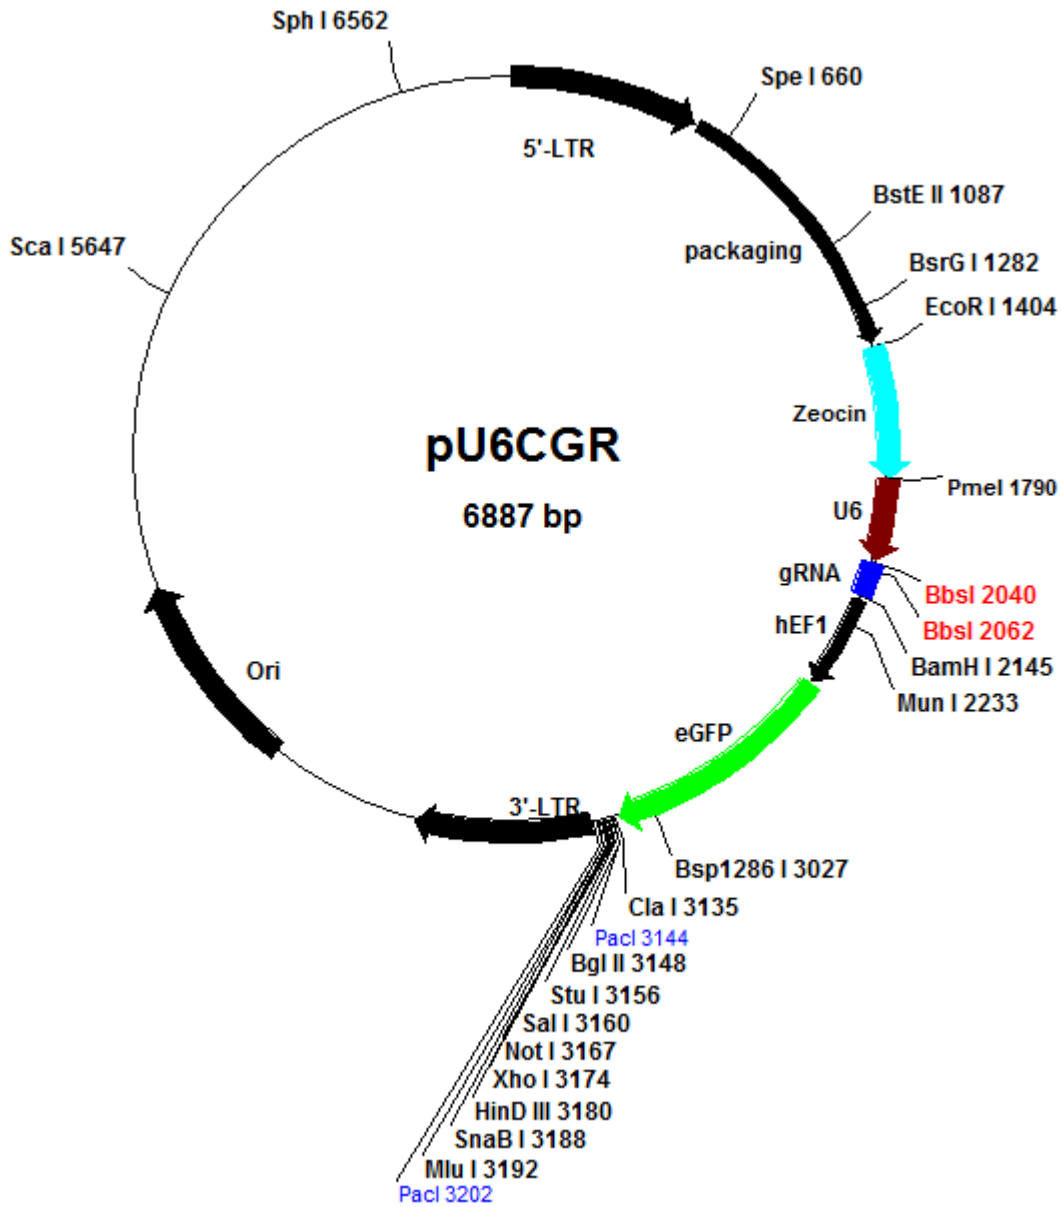 Sph I 6562
Spe I 660
5'-LTR
BstE II 1087
Sca I 5647
packaging
BsrG I 1282
EcoR I 1404
Zeocin
pU6CGR
PmeI 1790
6887 bp
U6
gRNA
BbsI 2040
hEF1
BbsI 2062
BamH I 2145
Ori
Mun I 2233
eGFP
3'-LTR
Bsp1286 I 3027
Cla I 3135
PacI 3144
Bgl II 3148
Stu I 3156
Sal I 3160
Not I 3167
Xho I 3174
HinD III 3180
SnaB I 3188
Mlu I 3192
PacI 3202